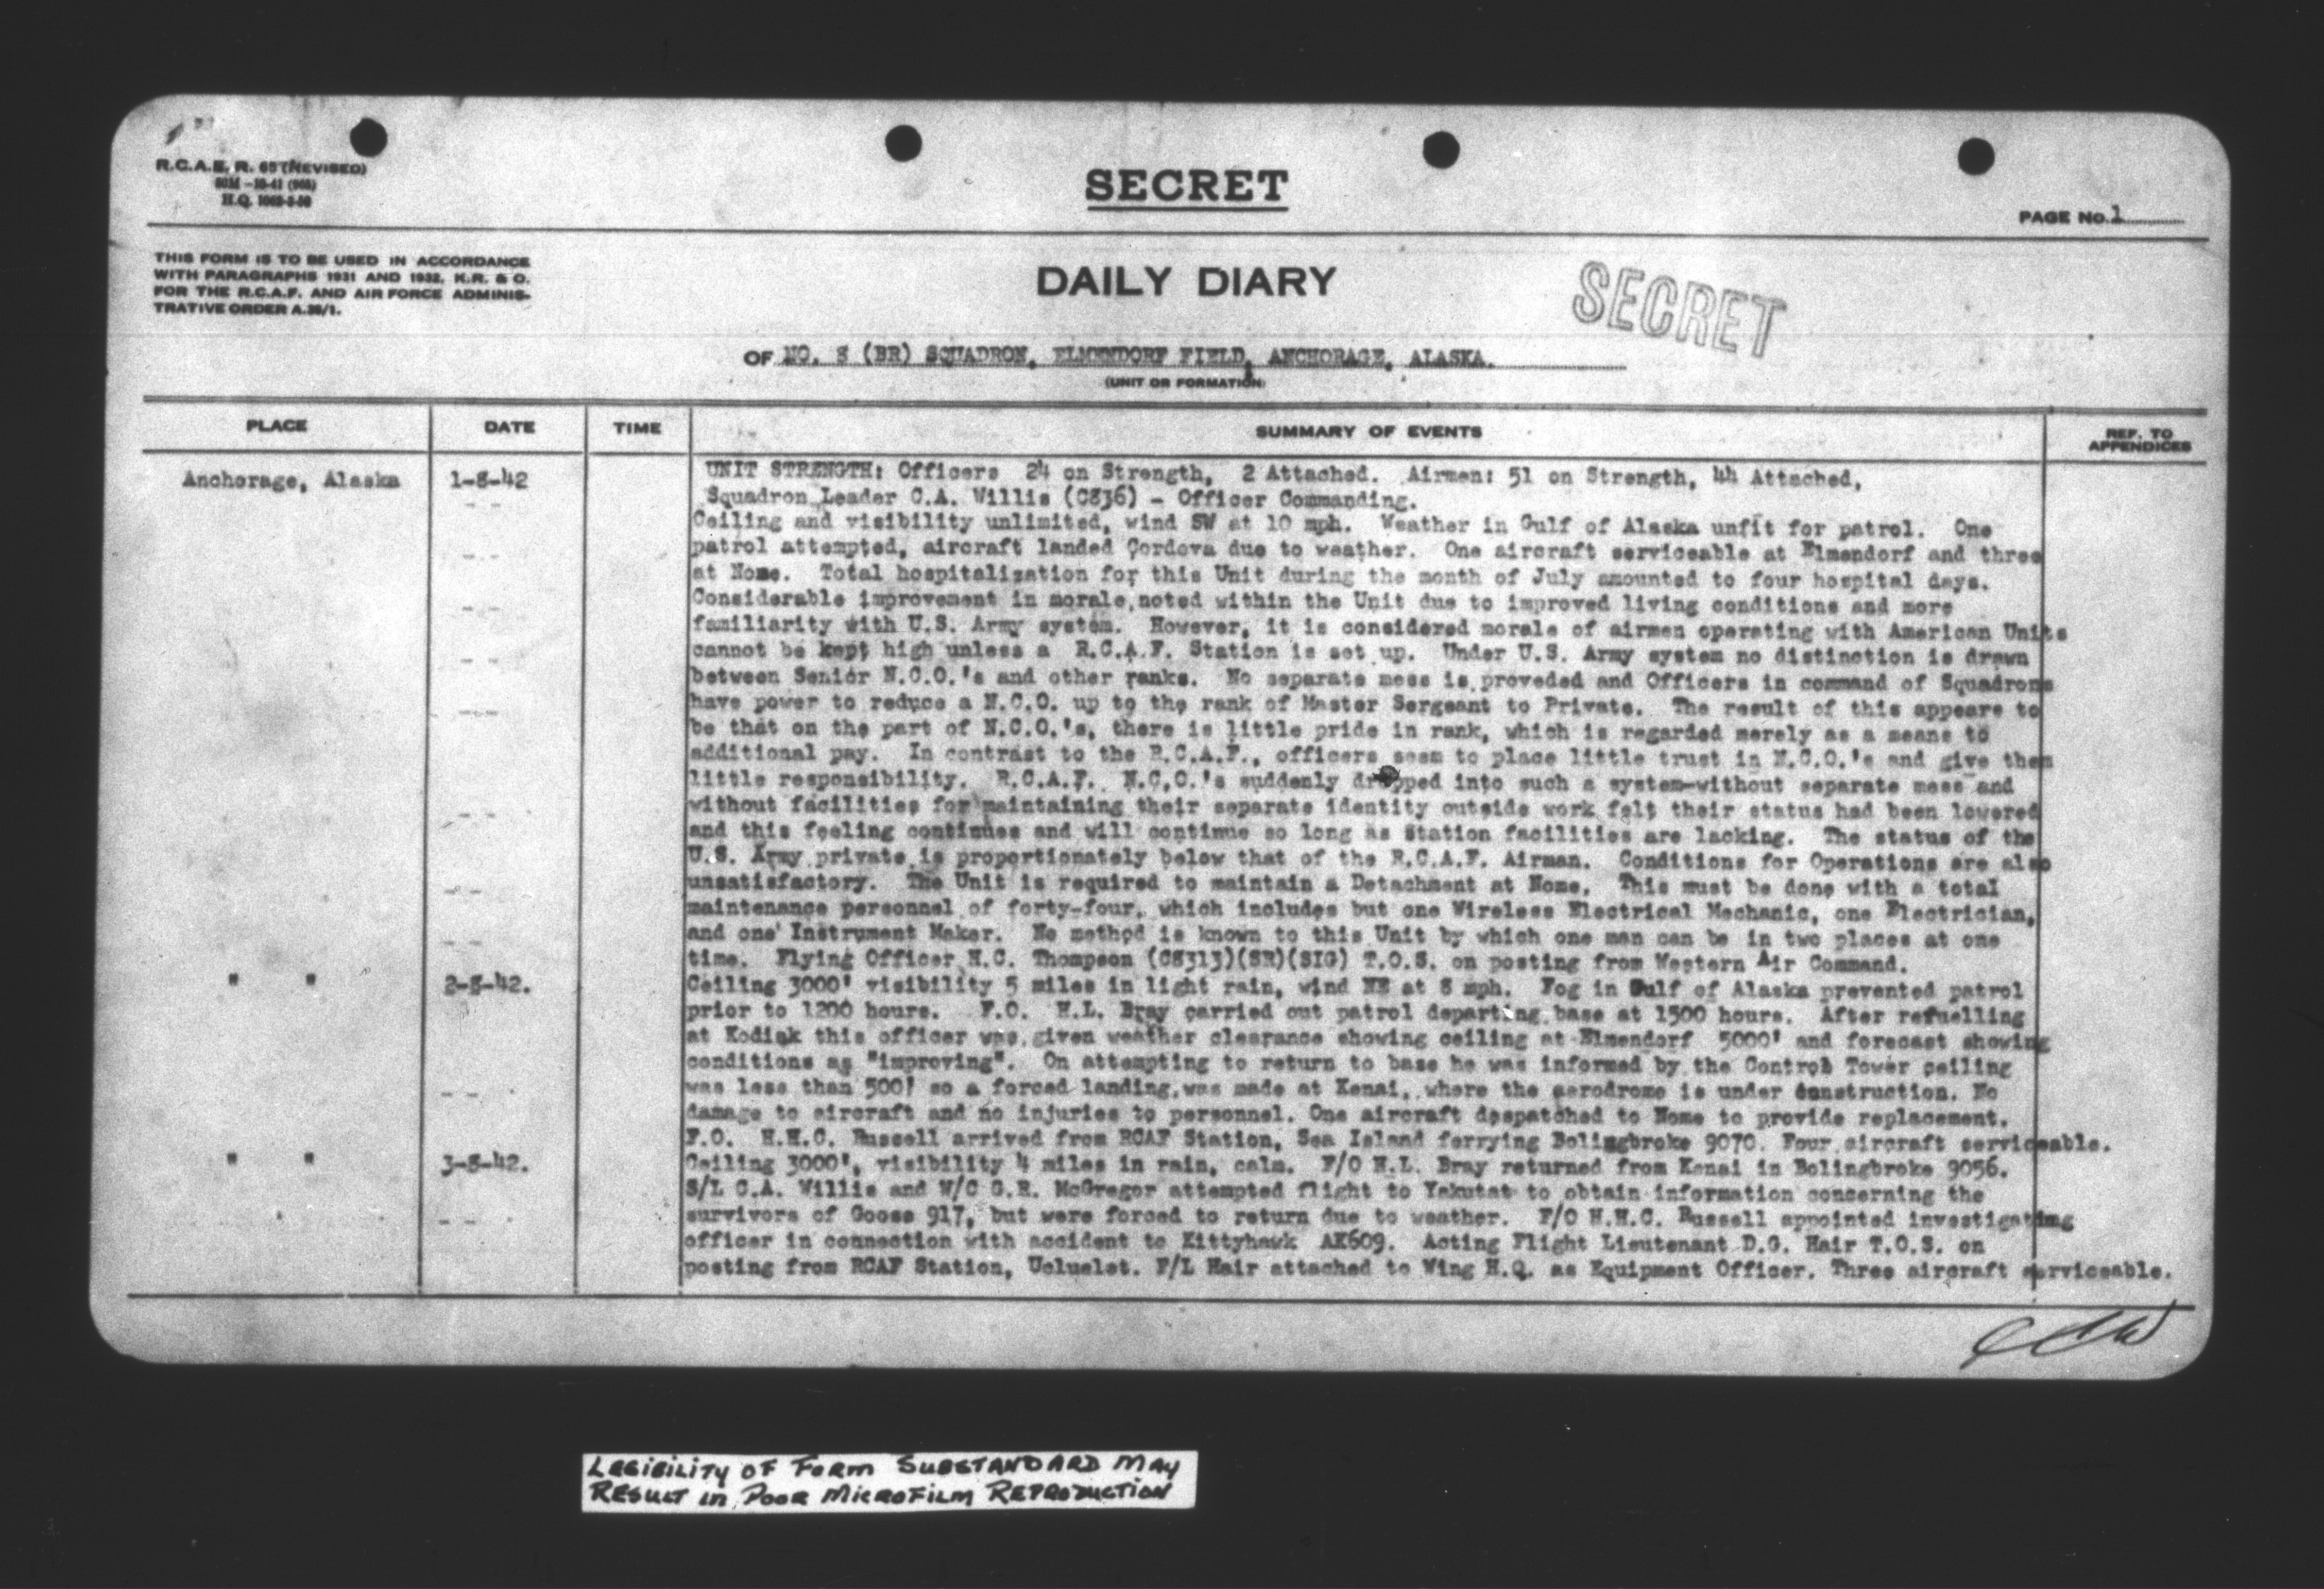 R.C.A.F. R. 65 (REVISED)
50M-10-41 (965)
H.Q. 1062-3-50
SECRET
PAGE No. 1
THIS FORM IS TO BE USED IN ACCORDANCE
WITH PARAGRAPHS 1931 AND 1932, K.R. & O.
FOR THE R.C.A.F. AND AIR FORCE ADMINIS-
TRATIVE ORDER A.38/1.
DAILY DIARY
SECRET
OF NO. 8 (BR) SQUADRON, ELMENDORF FIELD, ANCHORAGE, ALASKA.
(UNIT OR FORMATION)
PLACE DATE TIME SUMMARY OF EVENTS REF. TO APPENDICES
Anchorage, Alaska 1-8-42 UNIT STRENGTH: Officers 24 on Strength, 2 Attached. Airmen: 51 on Strength, 44 Attached,
Squadron Leader C.A. Willis (C836) - Officer Commanding.
Ceiling and visibility unlimited, wind SW at 10 mph. Weather in Gulf of Alaska unfit for patrol. One
patrol attempted, aircraft landed Cordova due to weather. One aircraft serviceable at Elmendorf and three
at Nome. Total hospitalization for this Unit during the month of July amounted to four hospital days.
Considerable improvement in morale noted within the Unit due to improved living conditions and more
familiarity with U.S. Army system. However, it is considered morale of airmen operating with American Units
cannot be kept high unless a R.C.A.F. Station is set up. Under U.S. Army system no distinction is drawn
between Senior N.C.O.'s and other ranks. No separate mess is proveded and Officers in command of Squadrons
have power to reduce a N.C.O. up to the rank of Master Sergeant to Private. The result of this appears to
be that on the part of N.C.O.'s, there is little pride in rank, which is regarded merely as a means to
additional pay. In contrast to the R.C.A.F., officers seem to place little trust in N.C.O.'s and give them
little responsibility. R.C.A.F. N.C.O.'s suddenly dropped into such a system-without separate mess and
without facilities for maintaining their separate identity outside work felt their status had been lowered
and this feeling continues and will continue so long as Station facilities are lacking. The status of the
U.S. Army private is proportionately below that of the R.C.A.F. Airman. Conditions for Operations are also
unsatisfactory. The Unit is required to maintain a Detachment at Nome. This must be done with a total
maintenance personnel of forty-four, which includes but one Wireless Electrical Mechanic, one Electrician,
and one Instrument Maker. No method is known to this Unit by which one man can be in two places at one
time. Flying Officer H.C. Thompson (C8313)(SR)(SIG) T.O.S. on posting from Western Air Command.
" " 2-8-42. Ceiling 3000' visibility 5 miles in light rain, wind NE at 8 mph. Fog in Gulf of Alaska prevented patrol
prior to 1200 hours. F.O. H.L. Bray carried out patrol departing base at 1500 hours. After refuelling
at Kodiak this officer was given weather clearance showing ceiling at Elmendorf 5000' and forecast showing
conditions as "improving". On attempting to return to base he was informed by the Control Tower ceiling
was less than 500' so a forced landing was made at Kenai, where the aerodrome is under construction. No
damage to aircraft and no injuries to personnel. One aircraft despatched to Nome to provide replacement.
F.O. H.H.C. Russell arrived from RCAF Station, Sea Island ferrying Bolingbroke 9070. Four aircraft serviceable.
" " 3-8-42. Ceiling 3000', visibility 4 miles in rain, calm. F/O H.L. Bray returned from Kenai in Bolingbroke 9056.
S/L C.A. Willis and W/C G.R. McGregor attempted flight to Yakutat to obtain information concerning the
survivors of Goose 917, but were forced to return due to weather. F/O H.H.C. Russell appointed investigating
officer in connection with accident to Kittyhawk AK609. Acting Flight Lieutenant D.G. Hair T.O.S. on
posting from RCAF Station, Ucluelet. F/L Hair attached to Wing H.Q. as Equipment Officer. Three aircraft serviceable.
LEGIBILITY OF FORM SUBSTANDARD MAY
RESULT IN POOR MICROFILM REPRODUCTION